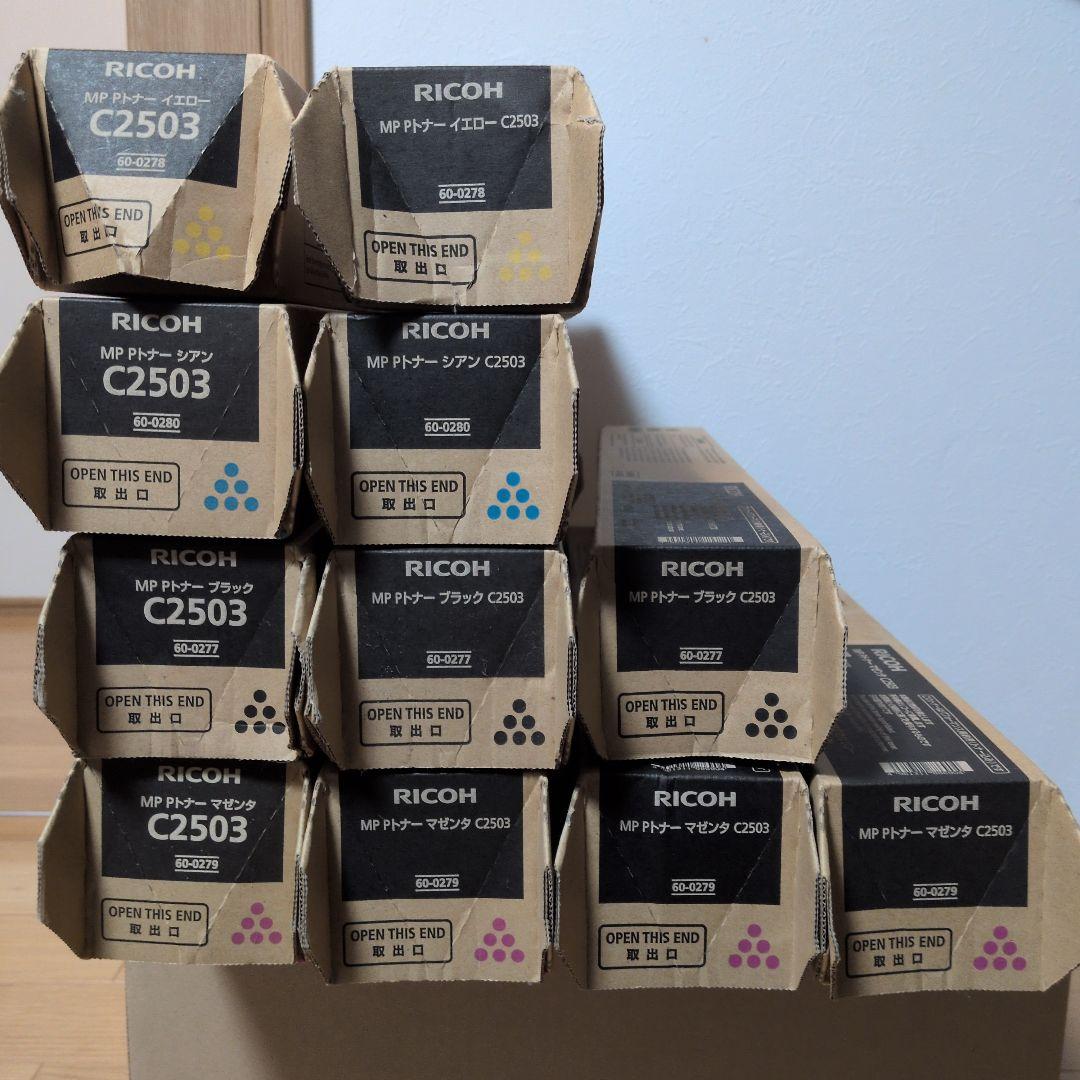 RICOH
MP Pトナー イエロー
C2503
60-0278
OPEN THIS END
取出口
RICOH
MP Pトナー イエロー C2503
60-0278
OPEN THIS END
取出口
RICOH
MP Pトナー シアン
C2503
60-0280
OPEN THIS END
取出口
RICOH
MP Pトナー シアン C2503
60-0280
OPEN THIS END
取出口
RICOH
MP Pトナー ブラック
C2503
60-0277
OPEN THIS END
取出口
RICOH
MP Pトナー ブラック C2503
60-0277
OPEN THIS END
取出口
RICOH
MP Pトナー ブラック C2503
60-0277
OPEN THIS END
取出口
RICOH
RICOH
MP Pトナー マゼンタ
C2503
60-0279
OPEN THIS END
取出口
RICOH
MP Pトナー マゼンタ C2503
60-0279
OPEN THIS END
取出口
RICOH
MP Pトナー マゼンタ C2503
60-0279
OPEN THIS END
取出口
RICOH
MP Pトナー マゼンタ C2503
60-0279
OPEN THIS END
取出口